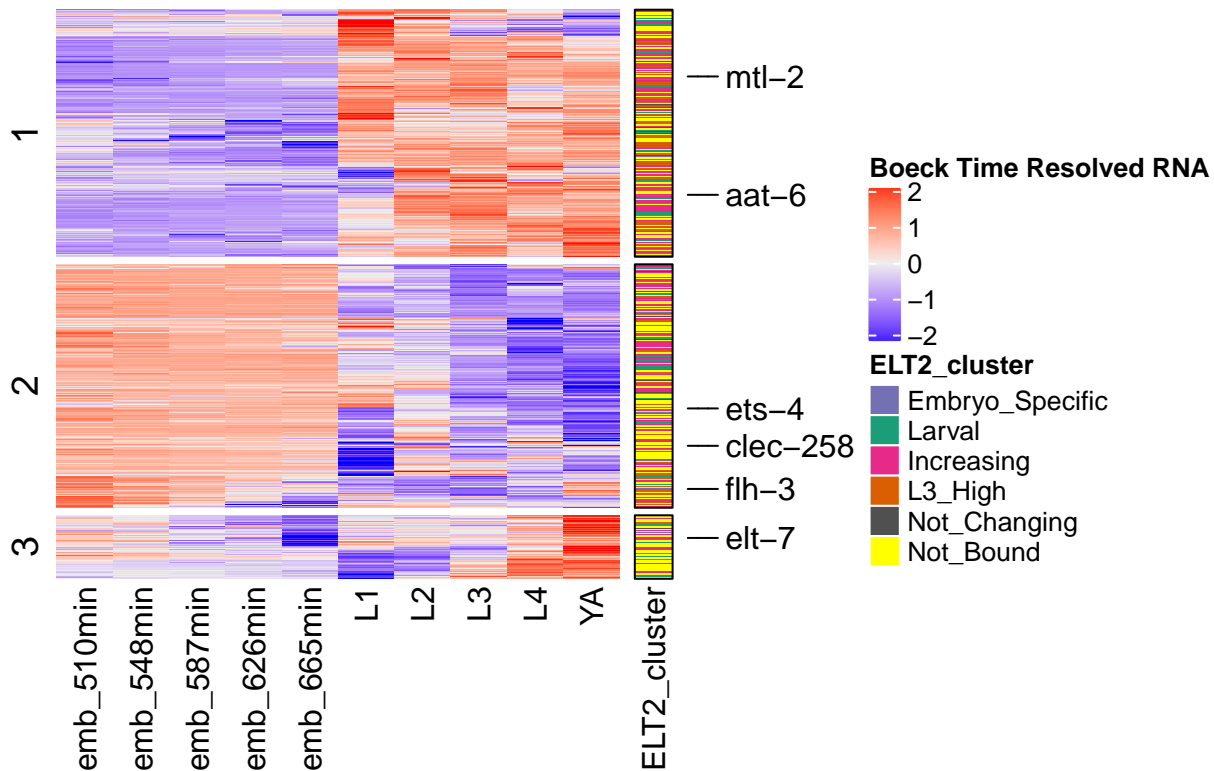 1
2
3
mtl−2
aat−6
ets−4
clec−258
flh−3
elt−7
emb_510min
emb_548min
emb_587min
emb_626min
emb_665min
L1
L2
L3
L4
YA
ELT2_cluster
Boeck Time Resolved RNA
2
1
0
−1
−2
ELT2_cluster
Embryo_Specific
Larval
Increasing
L3_High
Not_Changing
Not_Bound